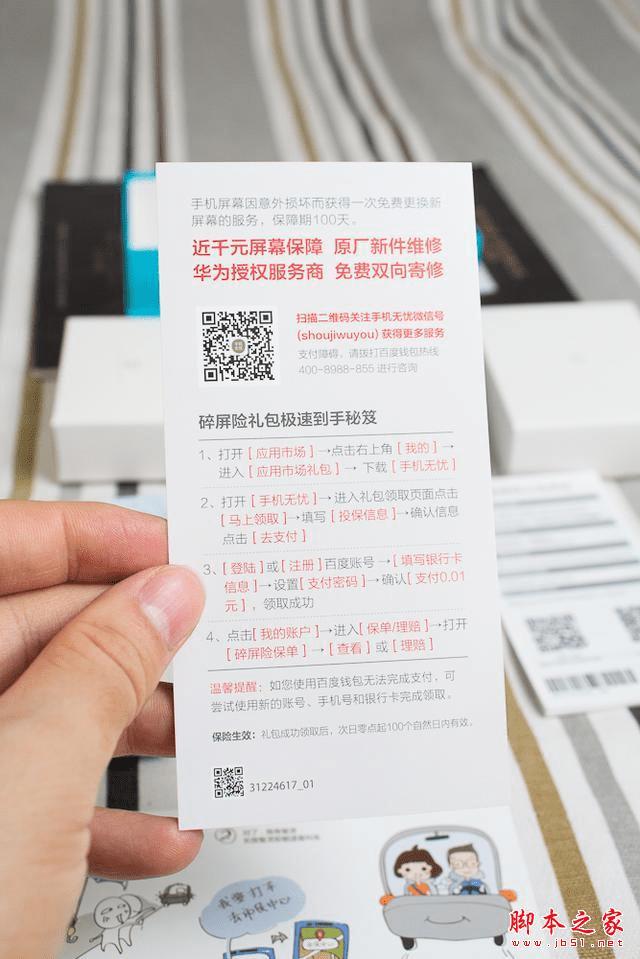 手机屏幕因意外损坏而获得一次免费更换新
屏幕的服务，保障期100天。
近千元屏幕保障 原厂新件维修
华为授权服务商 免费双向寄修
扫描二维码关注手机无忧微信号
(shoujiwuyou) 获得更多服务
支付障碍，请拨打百度钱包热线
400-8988-855 进行咨询
碎屏险礼包极速到手秘笈
1、打开 [ 应用市场 ]→点击右上角 [ 我的 ] →
进入 [ 应用市场礼包 ] → 下载 [ 手机无忧 ]
2、打开 [ 手机无忧 ]→进入礼包领取页面点击
[ 马上领取 ]→填写 [ 投保信息 ]→确认信息
点击 [ 去支付 ]
3、[ 登陆 ]或 [ 注册 ] 百度账号 →[ 填写银行卡
信息 ]→设置[ 支付密码 ]→确认[ 支付0.01
元 ] ，领取成功
4、点击[ 我的账户 ]→进入[ 保单/理赔 ]→打开
[ 碎屏险保单 ] → [ 查看 ] 或 [ 理赔 ]
温馨提醒：如您使用百度钱包无法完成支付，可
尝试使用新的账号、手机号和银行卡完成领取。
保险生效：礼包成功领取后，次日零点起100个自然日内有效。
31224617_01
我要打车
去中保中心
脚本之家
www.jb51.net